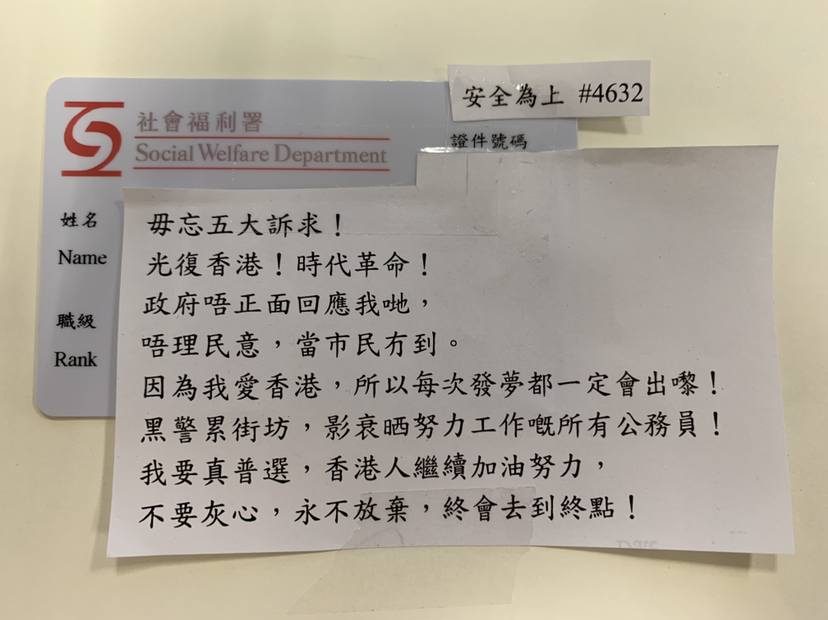 安全為上 #4632
社會福利署
Social Welfare Department
證件號碼
姓名
Name
職級
Rank
毋忘五大訴求！
光復香港！時代革命！
政府唔正面回應我哋，
唔理民意，當市民冇到。
因為我愛香港，所以每次發夢都一定會出嚟！
黑警累街坊，影衰晒努力工作嘅所有公務員！
我要真普選，香港人繼續加油努力，
不要灰心，永不放棄，終會去到終點！